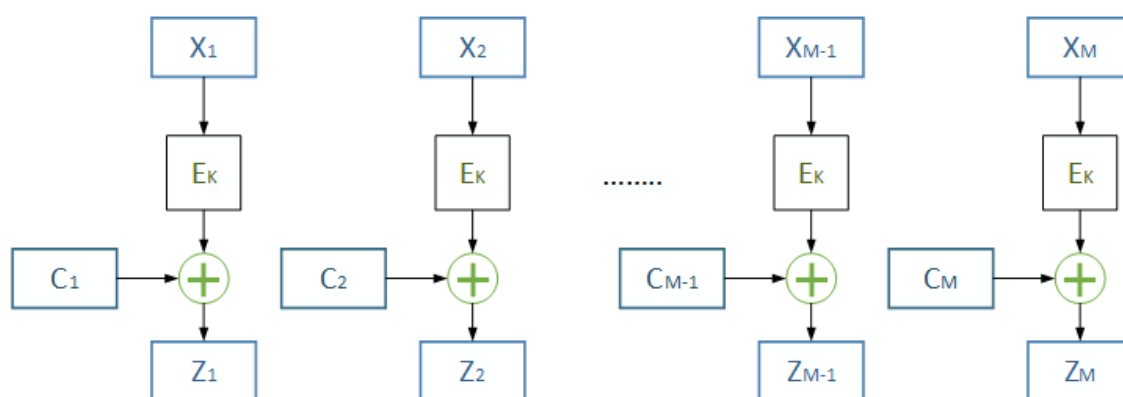 X1 X2 XM-1 XM
EK EK ........ EK EK
C1 C2 CM-1 CM
Z1 Z2 ZM-1 ZM